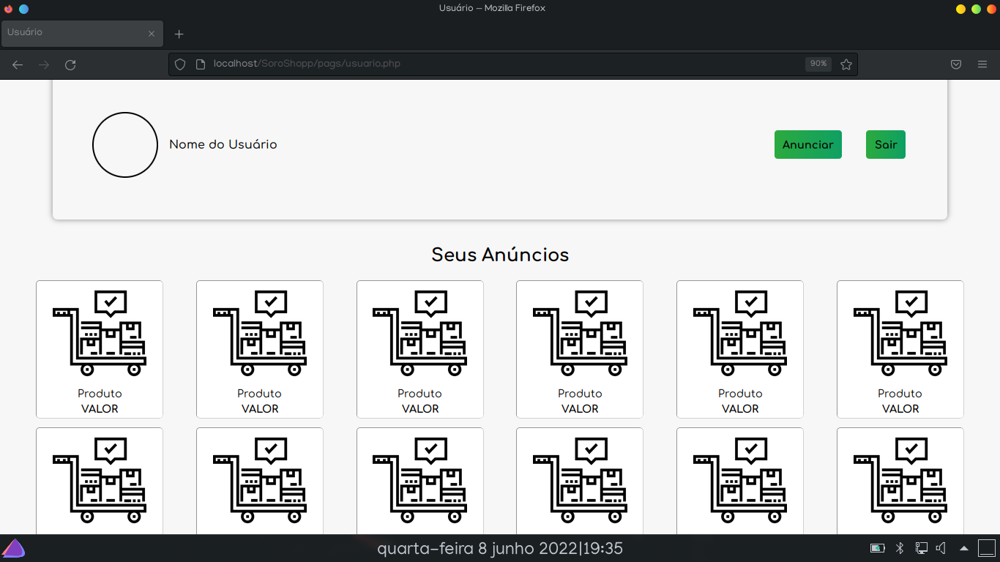 Usuário — Mozilla Firefox
Usuário
localhost/SoroShopp/pags/usuario.php 90%
Nome do Usuário Anunciar Sair
Seus Anúncios
Produto Produto Produto Produto Produto Produto
VALOR VALOR VALOR VALOR VALOR VALOR
quarta-feira 8 junho 2022|19:35